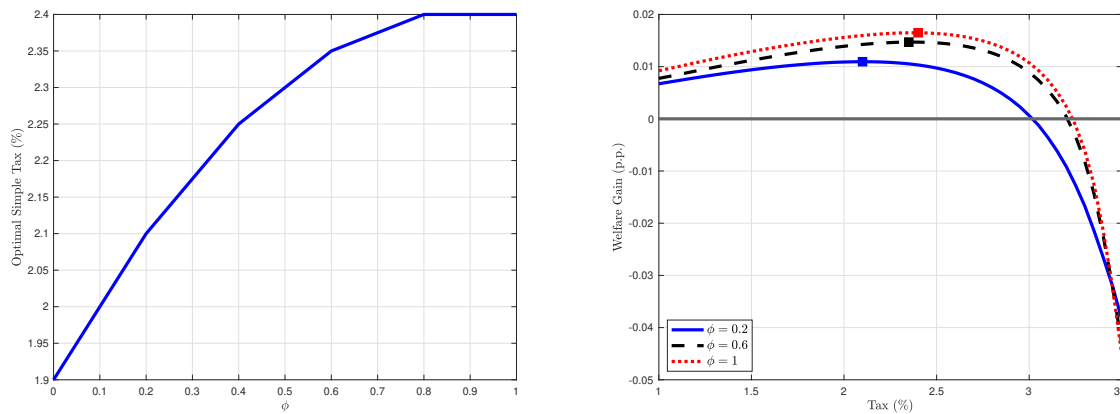 2.4
2.35
2.3
2.25
2.2
2.15
2.1
2.05
2
1.95
1.9
Optimal Simple Tax (%)
0 0.1 0.2 0.3 0.4 0.5 0.6 0.7 0.8 0.9 1
ϕ
0.02
0.01
0
-0.01
-0.02
-0.03
-0.04
-0.05
Welfare Gain (p.p.)
ϕ = 0.2
ϕ = 0.6
ϕ = 1
1 1.5 2 2.5 3
Tax (%)